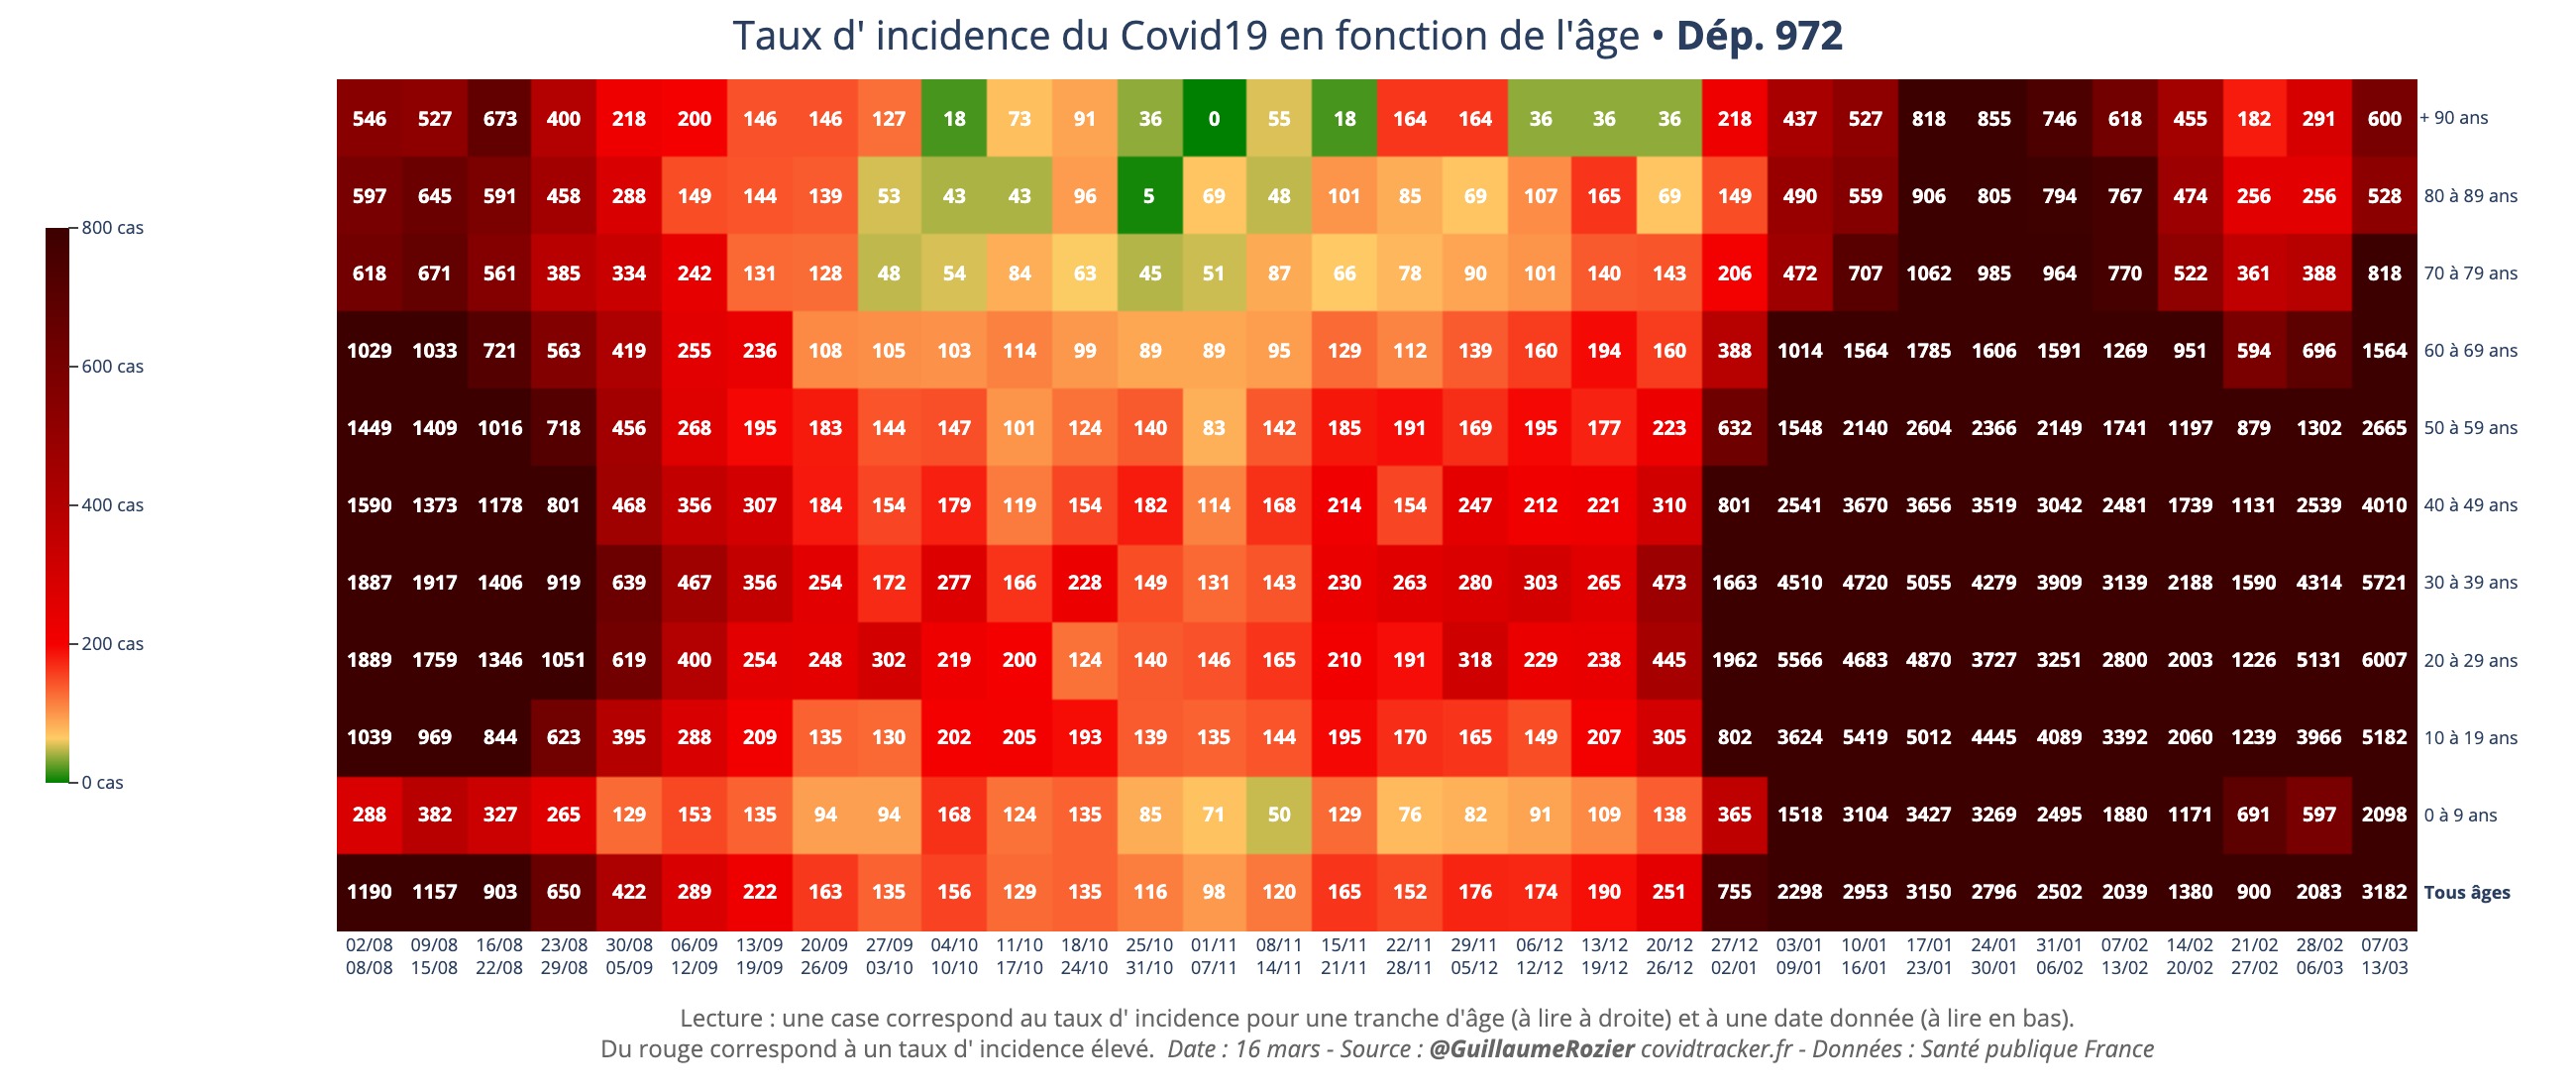 Taux d' incidence du Covid19 en fonction de l'âge • Dép. 972
546 527 673 400 218 200 146 146 127 18 73 91 36 0 55 18 164 164 36 36 36 218 437 527 818 855 746 618 455 182 291 600 + 90 ans
597 645 591 458 288 149 144 139 53 43 43 96 5 69 48 101 85 69 107 165 69 149 490 559 906 805 794 767 474 256 256 528 80 à 89 ans
800 cas
618 671 561 385 334 242 131 128 48 54 84 63 45 51 87 66 78 90 101 140 143 206 472 707 1062 985 964 770 522 361 388 818 70 à 79 ans
1029 1033 721 563 419 255 236 108 105 103 114 99 89 89 95 129 112 139 160 194 160 388 1014 1564 1785 1606 1591 1269 951 594 696 1564 60 à 69 ans
600 cas
1449 1409 1016 718 456 268 195 183 144 147 101 124 140 83 142 185 191 169 195 177 223 632 1548 2140 2604 2366 2149 1741 1197 879 1302 2665 50 à 59 ans
400 cas
1590 1373 1178 801 468 356 307 184 154 179 119 154 182 114 168 214 154 247 212 221 310 801 2541 3670 3656 3519 3042 2481 1739 1131 2539 4010 40 à 49 ans
1887 1917 1406 919 639 467 356 254 172 277 166 228 149 131 143 230 263 280 303 265 473 1663 4510 4720 5055 4279 3909 3139 2188 1590 4314 5721 30 à 39 ans
200 cas
1889 1759 1346 1051 619 400 254 248 302 219 200 124 140 146 165 210 191 318 229 238 445 1962 5566 4683 4870 3727 3251 2800 2003 1226 5131 6007 20 à 29 ans
1039 969 844 623 395 288 209 135 130 202 205 193 139 135 144 195 170 165 149 207 305 802 3624 5419 5012 4445 4089 3392 2060 1239 3966 5182 10 à 19 ans
0 cas
288 382 327 265 129 153 135 94 94 168 124 135 85 71 50 129 76 82 91 109 138 365 1518 3104 3427 3269 2495 1880 1171 691 597 2098 0 à 9 ans
1190 1157 903 650 422 289 222 163 135 156 129 135 116 98 120 165 152 176 174 190 251 755 2298 2953 3150 2796 2502 2039 1380 900 2083 3182 Tous âges
02/08 09/08 16/08 23/08 30/08 06/09 13/09 20/09 27/09 04/10 11/10 18/10 25/10 01/11 08/11 15/11 22/11 29/11 06/12 13/12 20/12 27/12 03/01 10/01 17/01 24/01 31/01 07/02 14/02 21/02 28/02 07/03
08/08 15/08 22/08 29/08 05/09 12/09 19/09 26/09 03/10 10/10 17/10 24/10 31/10 07/11 14/11 21/11 28/11 05/12 12/12 19/12 26/12 02/01 09/01 16/01 23/01 30/01 06/02 13/02 20/02 27/02 06/03 13/03
Lecture : une case correspond au taux d' incidence pour une tranche d'âge (à lire à droite) et à une date donnée (à lire en bas).
Du rouge correspond à un taux d' incidence élevé. Date : 16 mars - Source : @GuillaumeRozier covidtracker.fr - Données : Santé publique France